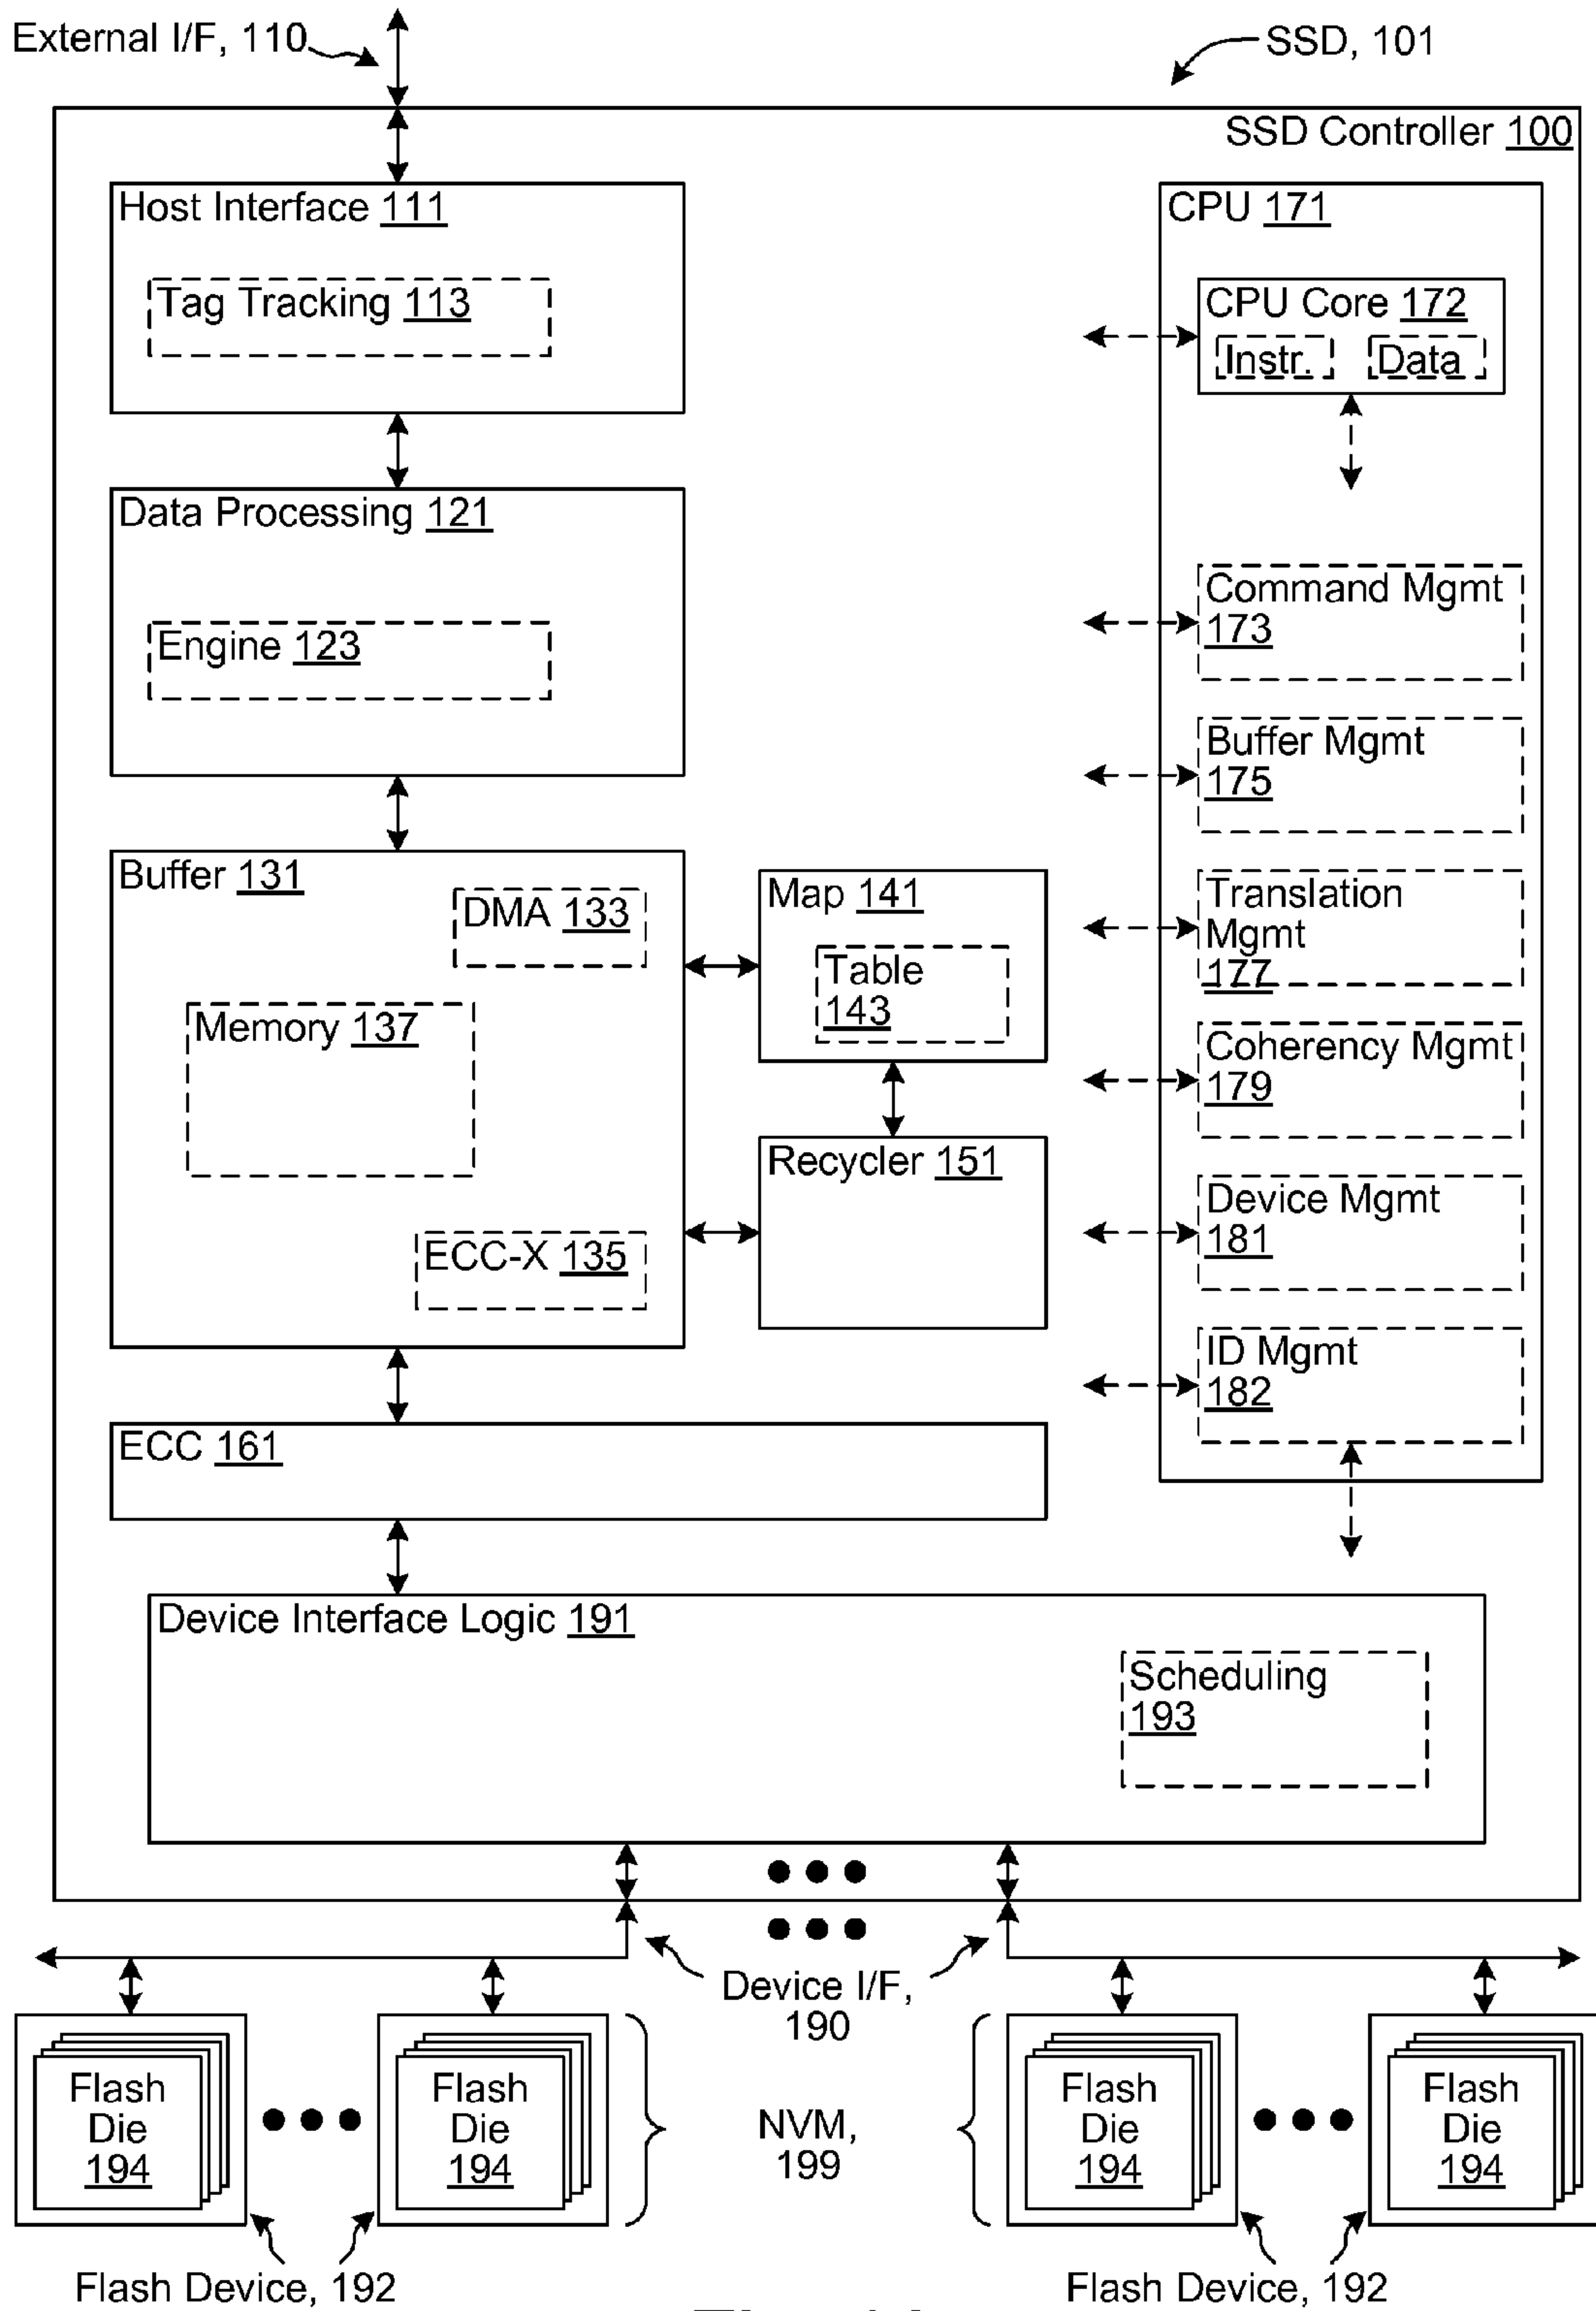 External I/F, 110
SSD, 101
SSD Controller 100
Host Interface 111
Tag Tracking 113
Data Processing 121
Engine 123
Buffer 131
DMA 133
Memory 137
ECC-X 135
Map 141
Table
143
Recycler 151
CPU 171
CPU Core 172
Instr.
Data
Command Mgmt
173
Buffer Mgmt
175
Translation
Mgmt
177
Coherency Mgmt
179
Device Mgmt
181
ID Mgmt
182
ECC 161
Device Interface Logic 191
Scheduling
193
Device I/F,
190
Flash
Die
194
Flash
Die
194
NVM,
199
Flash
Die
194
Flash
Die
194
Flash Device, 192
Flash Device, 192